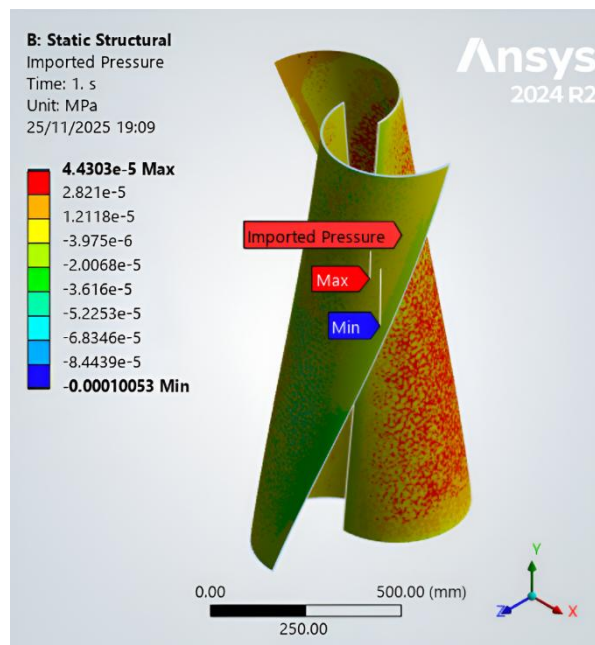 B: Static Structural
Imported Pressure
Time: 1. s
Unit: MPa
25/11/2025 19:09
4.4303e-5 Max
2.821e-5
1.2118e-5
-3.975e-6
-2.0068e-5
-3.616e-5
-5.2253e-5
-6.8346e-5
-8.4439e-5
-0.00010053 Min
Ansys
2024 R2
Imported Pressure
Max
Min
0.00 500.00 (mm)
250.00
Y
Z X